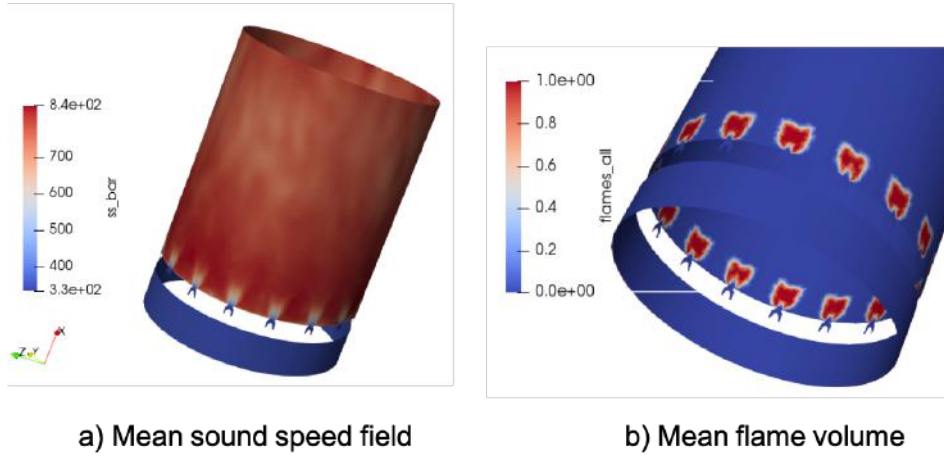 8.4e+02
700
600
500
400
3.3e+02
ss_bar
X
Z
Y
1.0e+00
0.8
0.6
0.4
0.2
0.0e+00
flames_all
a) Mean sound speed field
b) Mean flame volume